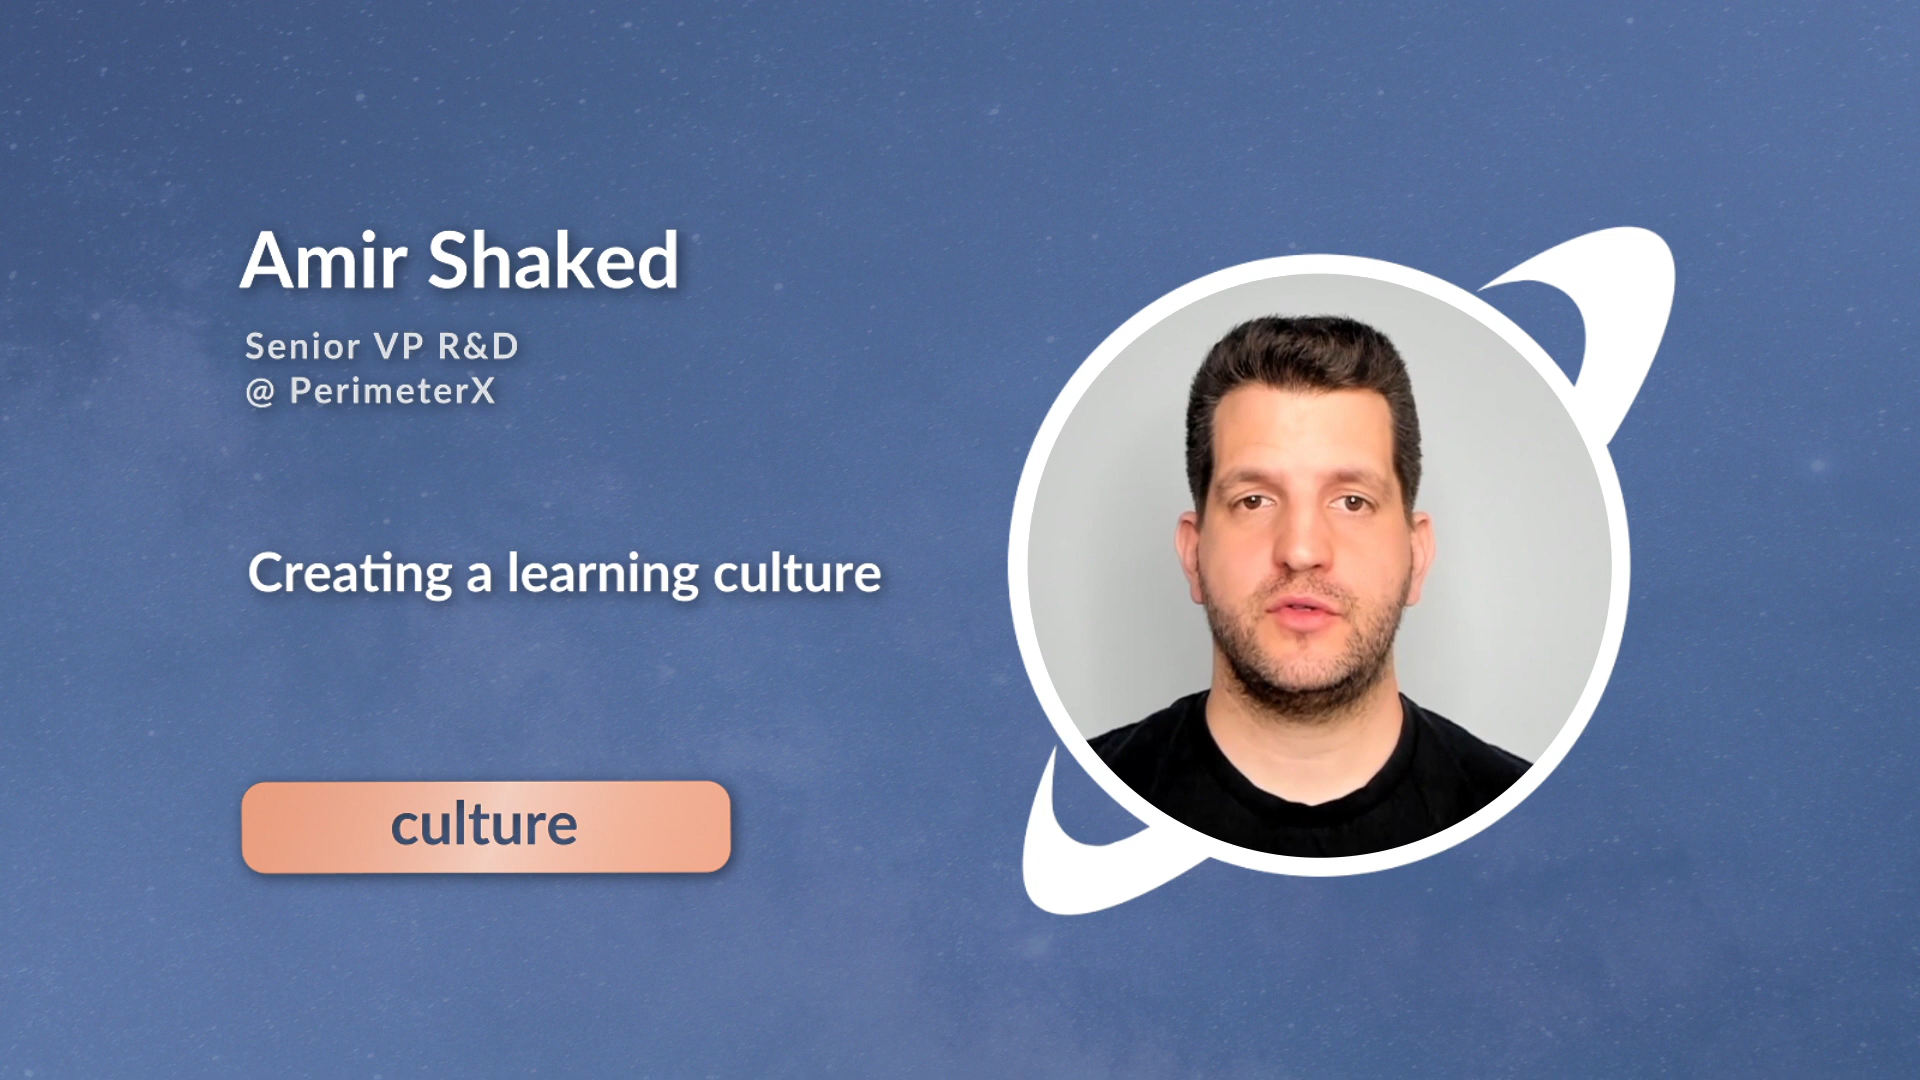 Amir Shaked
Senior VP R&D
@ PerimeterX
Creating a learning culture
culture